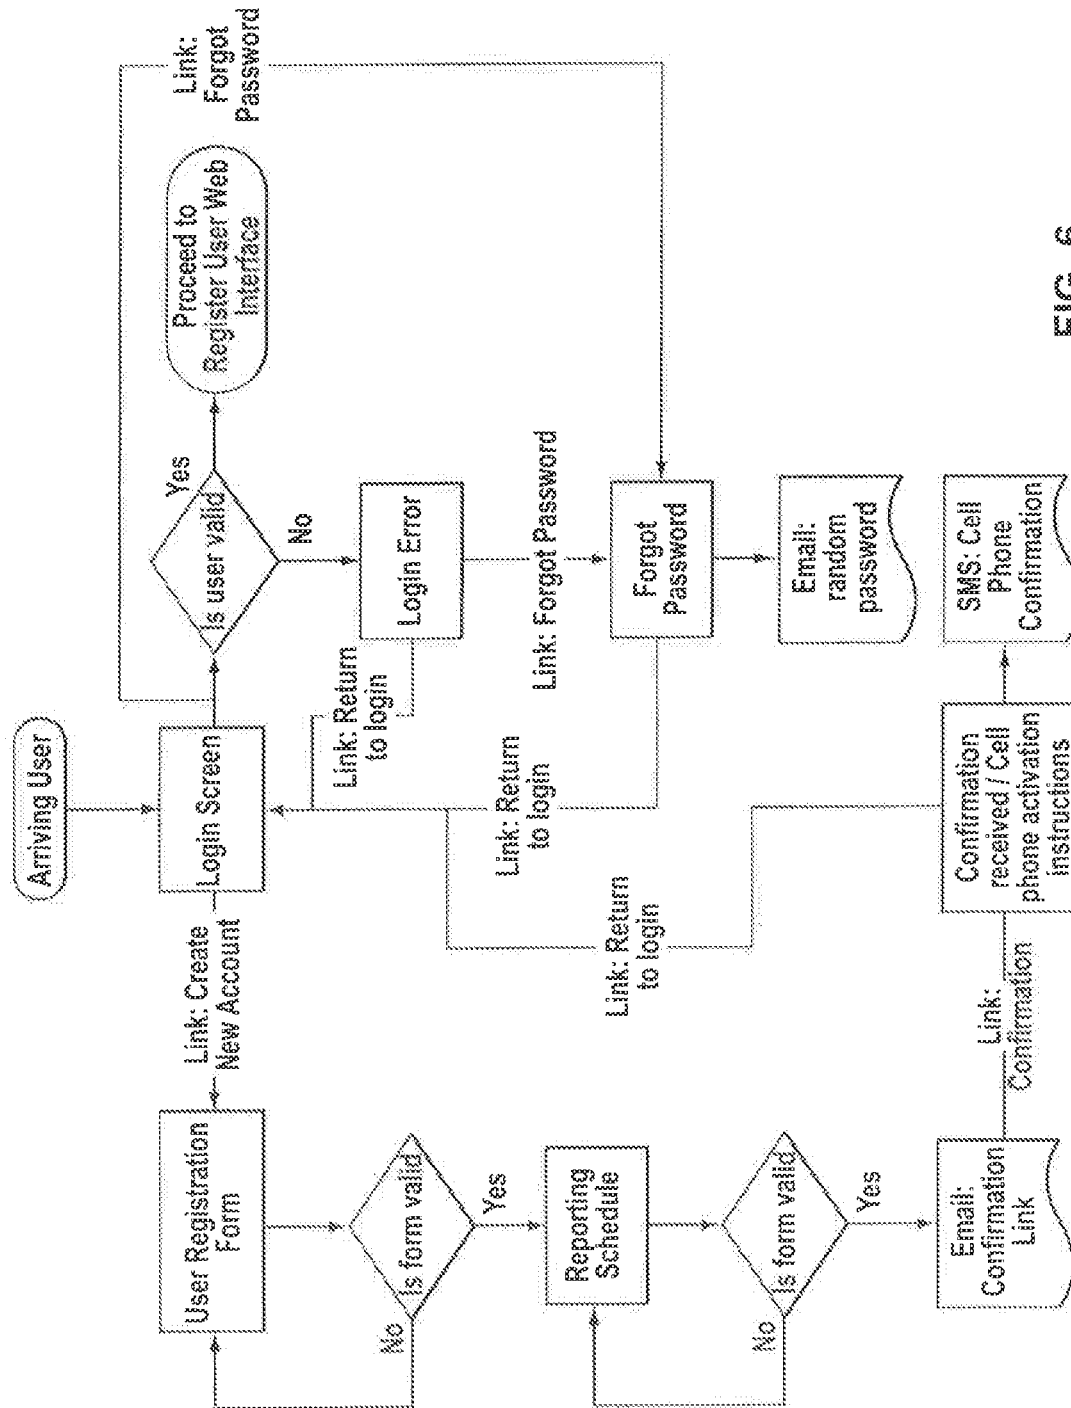 Arriving User
Link: Create
New Account
Login Screen
Is user valid
Yes
No
Proceed to
Register User Web
Interface
Link:
Forgot
Password
User Registration
Form
Is form valid
No
Yes
Link: Return
to login
Login Error
Link: Forgot Password
Link: Return
to login
Forgot
Password
Reporting
Schedule
Is form valid
No
Yes
Link: Return
to login
Email:
random
password
Email:
Confirmation
Link
Link:
Confirmation
Confirmation
received / Cell
phone activation
instructions
SMS: Cell
Phone
Confirmation
FIG. 6